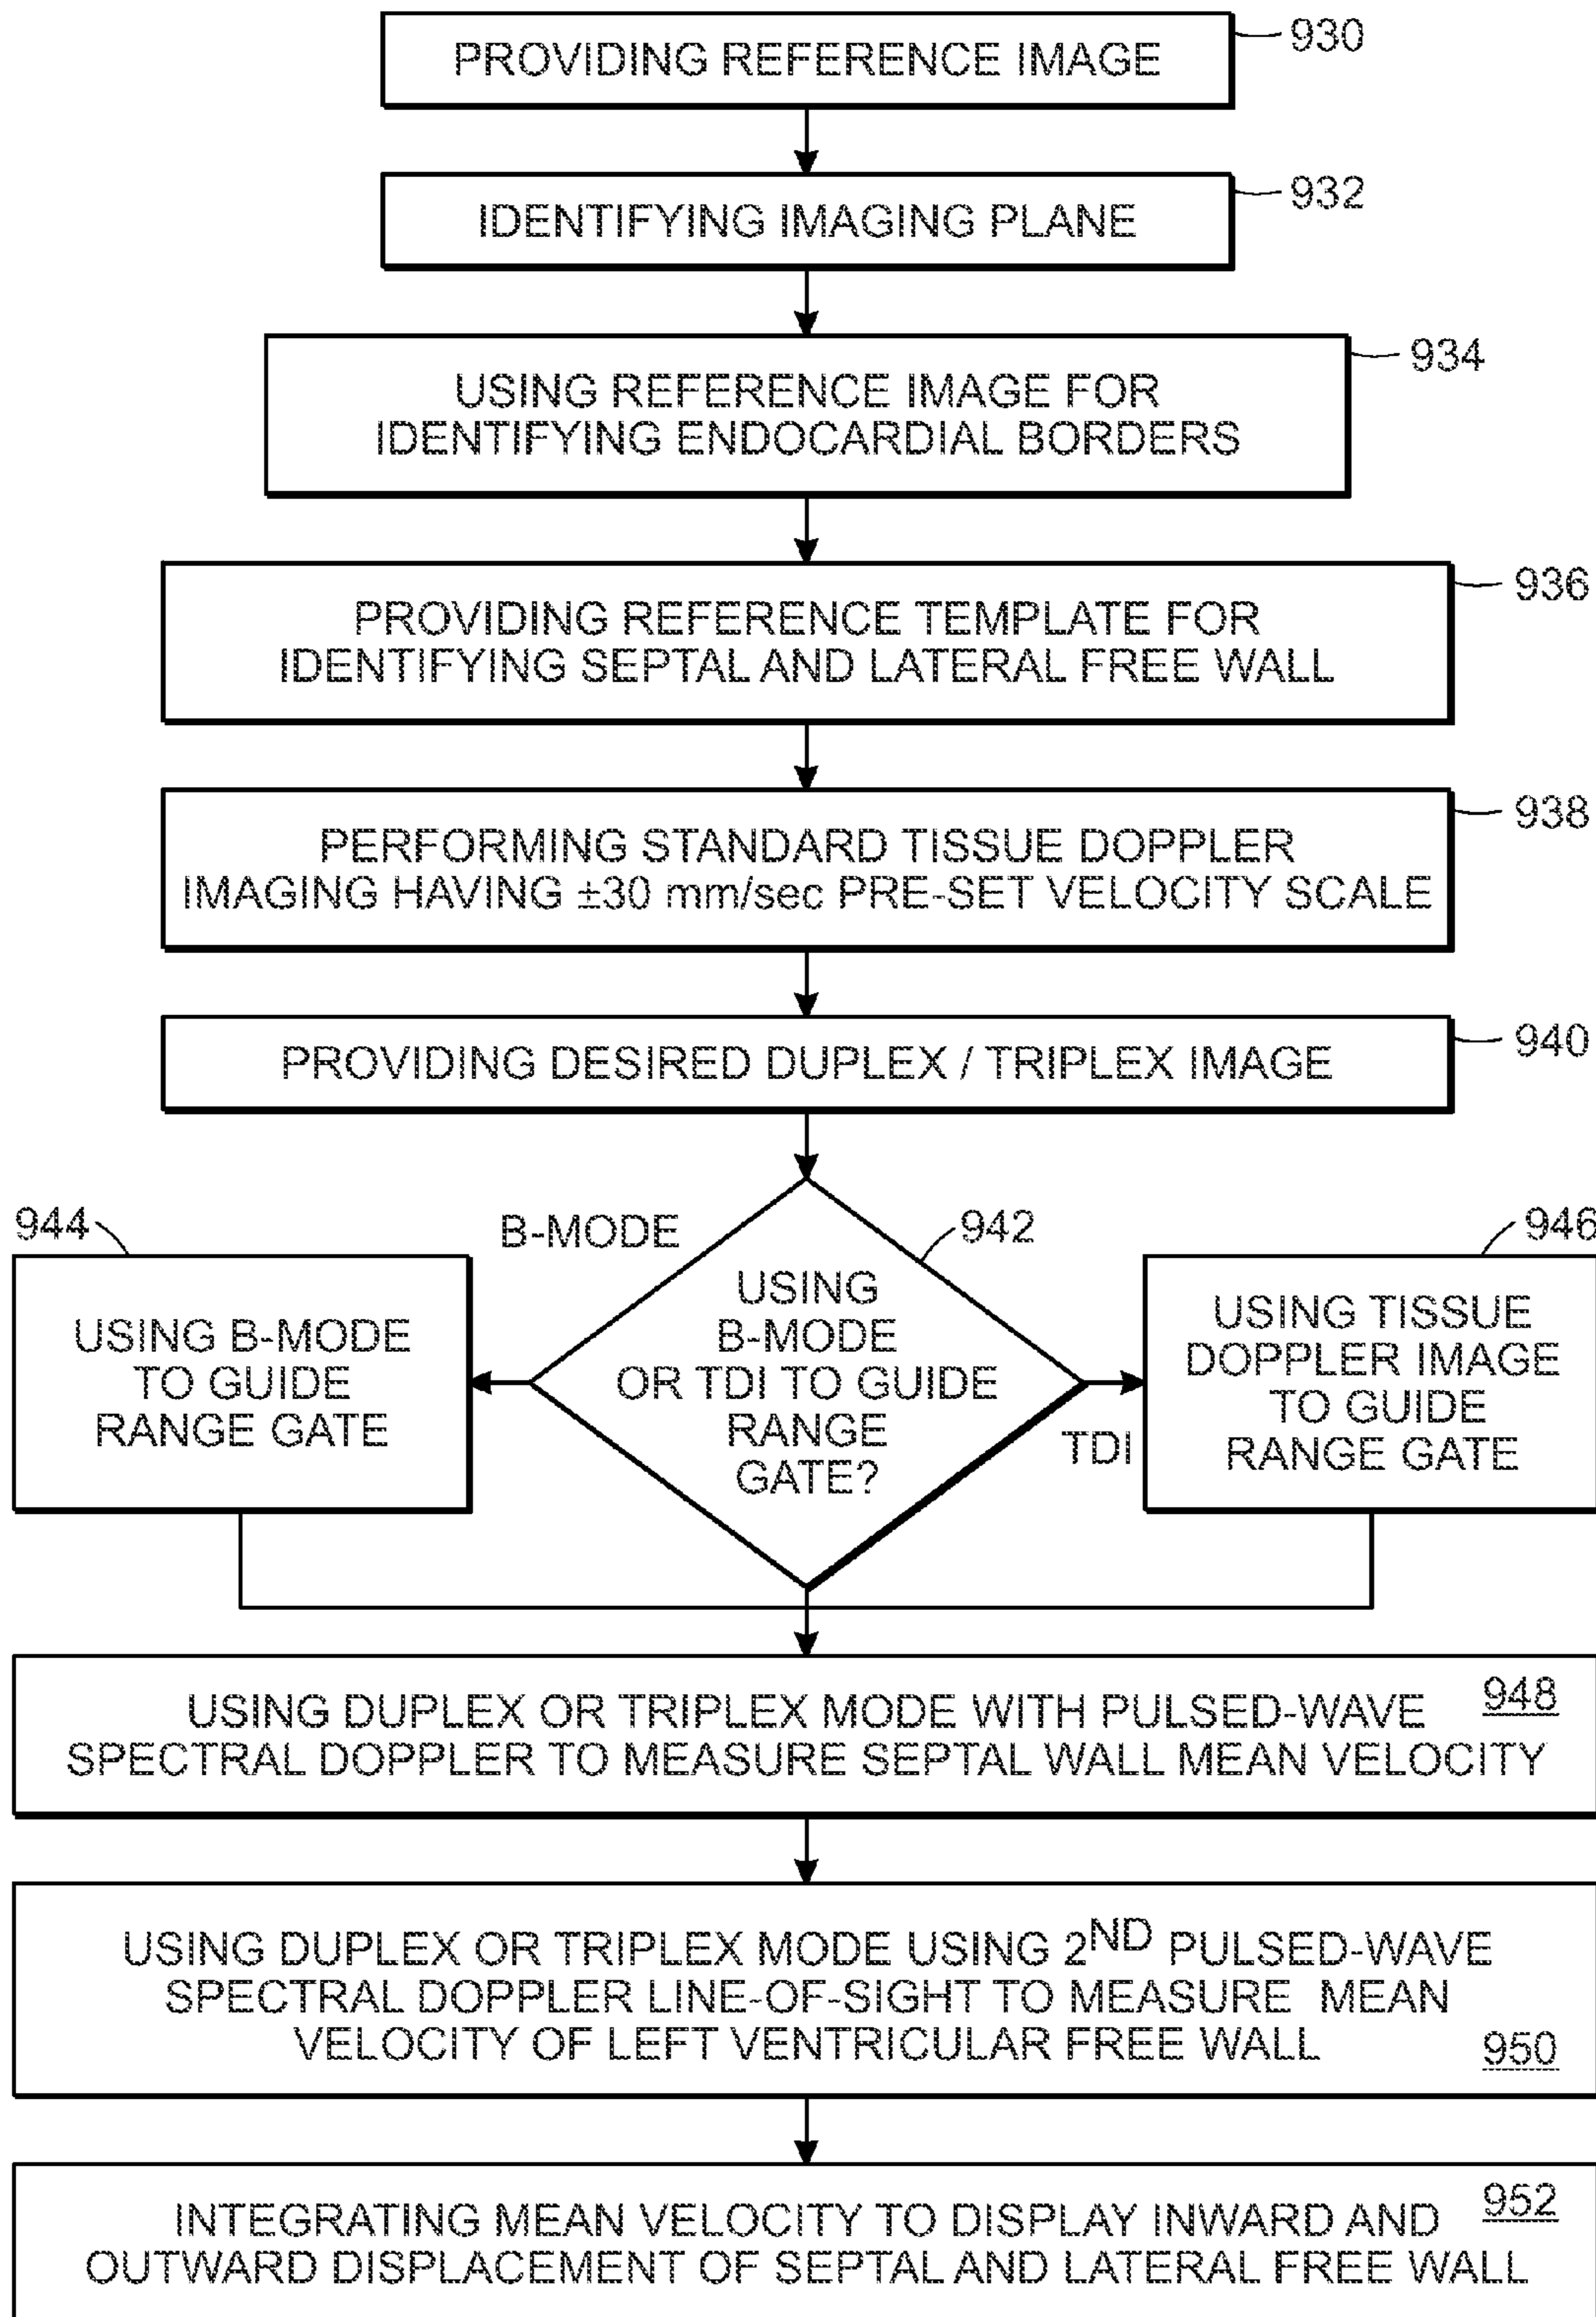 PROVIDING REFERENCE IMAGE
930
IDENTIFYING IMAGING PLANE
932
USING REFERENCE IMAGE FOR
IDENTIFYING ENDOCARDIAL BORDERS
934
PROVIDING REFERENCE TEMPLATE FOR
IDENTIFYING SEPTAL AND LATERAL FREE WALL
936
PERFORMING STANDARD TISSUE DOPPLER
IMAGING HAVING ±30 mm/sec PRE-SET VELOCITY SCALE
938
PROVIDING DESIRED DUPLEX / TRIPLEX IMAGE
940
944
USING B-MODE
TO GUIDE
RANGE GATE
B-MODE
942
USING
B-MODE
OR TDI TO GUIDE
RANGE
GATE?
TDI
946
USING TISSUE
DOPPLER IMAGE
TO GUIDE
RANGE GATE
USING DUPLEX OR TRIPLEX MODE WITH PULSED-WAVE
SPECTRAL DOPPLER TO MEASURE SEPTAL WALL MEAN VELOCITY
948
USING DUPLEX OR TRIPLEX MODE USING 2ND PULSED-WAVE
SPECTRAL DOPPLER LINE-OF-SIGHT TO MEASURE MEAN
VELOCITY OF LEFT VENTRICULAR FREE WALL
950
INTEGRATING MEAN VELOCITY TO DISPLAY INWARD AND
OUTWARD DISPLACEMENT OF SEPTAL AND LATERAL FREE WALL
952